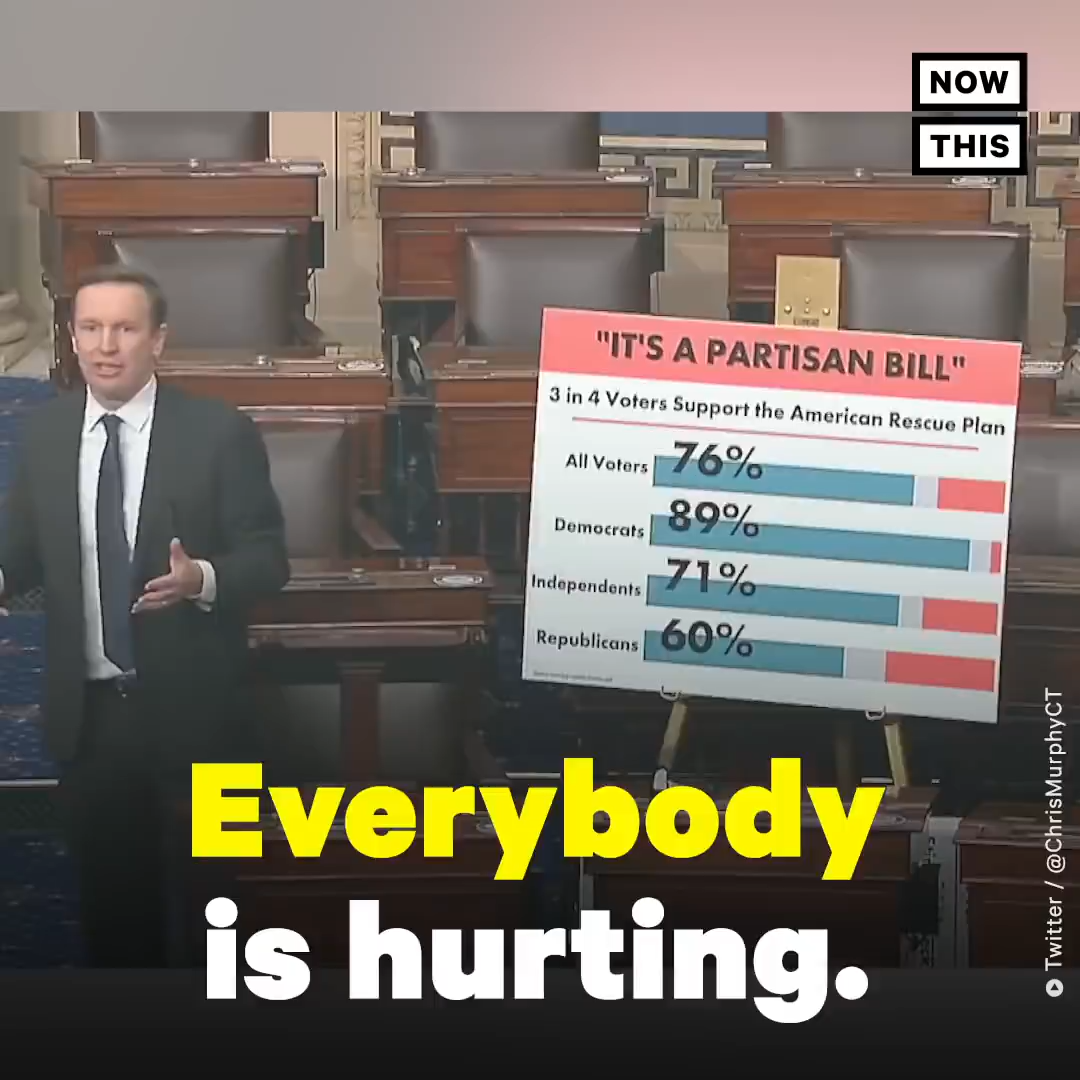 NOW
THIS
"IT'S A PARTISAN BILL"
3 in 4 Voters Support the American Rescue Plan
All Voters 76%
Democrats 89%
Independents 71%
Republicans 60%
Everybody
is hurting.
Twitter / @ChrisMurphyCT